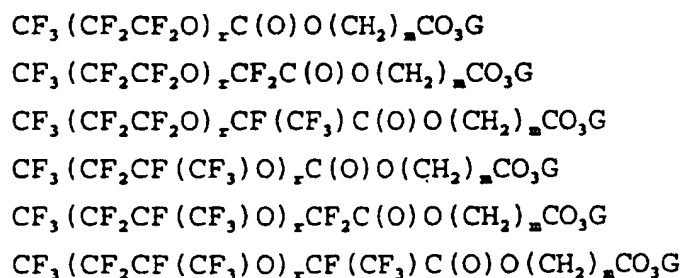 CF₃(CF₂CF₂O)ᵣC(O)O(CH₂)ₘCO₃G
CF₃(CF₂CF₂O)ᵣCF₂C(O)O(CH₂)ₘCO₃G
CF₃(CF₂CF₂O)ᵣCF(CF₃)C(O)O(CH₂)ₘCO₃G
CF₃(CF₂CF(CF₃)O)ᵣC(O)O(CH₂)ₘCO₃G
CF₃(CF₂CF(CF₃)O)ᵣCF₂C(O)O(CH₂)ₘCO₃G
CF₃(CF₂CF(CF₃)O)ᵣCF(CF₃)C(O)O(CH₂)ₘCO₃G